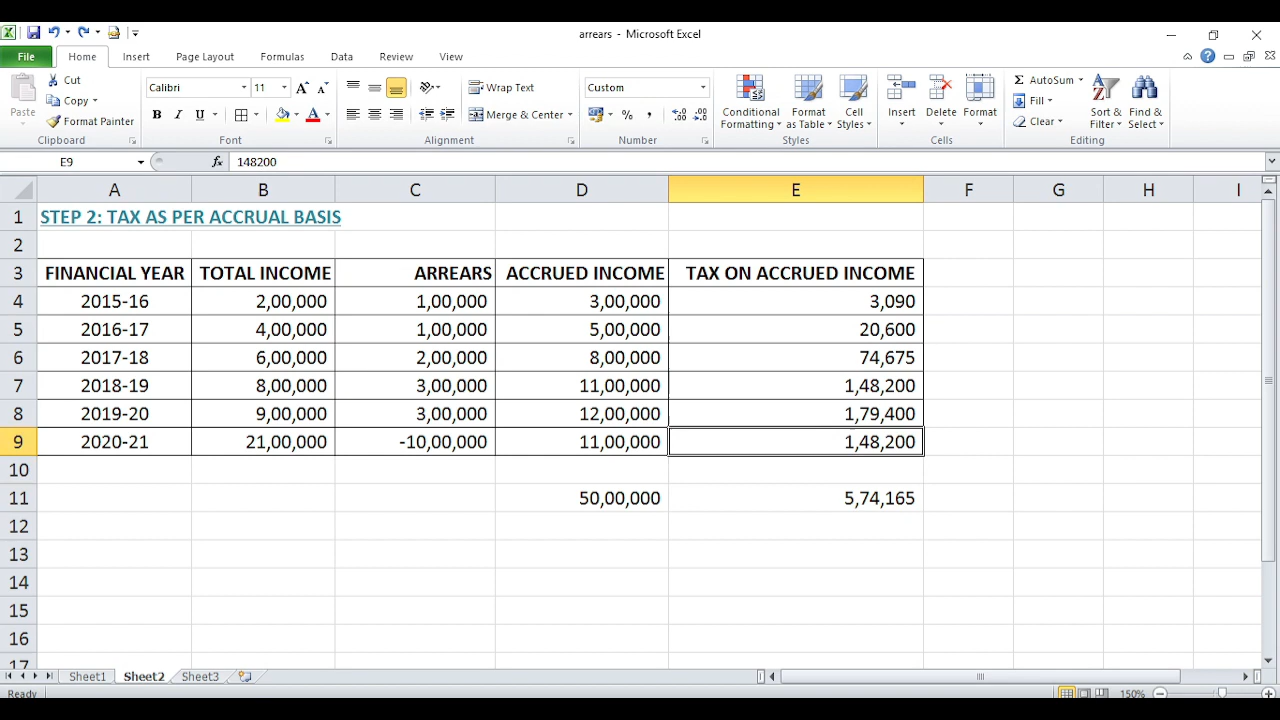 arrears - Microsoft Excel
File Home Insert Page Layout Formulas Data Review View
Paste Cut Copy Format Painter Clipboard
Calibri 11 B I U A Font
Wrap Text Merge & Center Alignment
Custom % , Number
Conditional Formatting Format as Table Cell Styles Styles
Insert Delete Format Cells
Σ AutoSum Fill Clear Sort & Filter Find & Select Editing
E9 fx 148200
A B C D E F G H I
1 STEP 2: TAX AS PER ACCRUAL BASIS
2
3 FINANCIAL YEAR TOTAL INCOME ARREARS ACCRUED INCOME TAX ON ACCRUED INCOME
4 2015-16 2,00,000 1,00,000 3,00,000 3,090
5 2016-17 4,00,000 1,00,000 5,00,000 20,600
6 2017-18 6,00,000 2,00,000 8,00,000 74,675
7 2018-19 8,00,000 3,00,000 11,00,000 1,48,200
8 2019-20 9,00,000 3,00,000 12,00,000 1,79,400
9 2020-21 21,00,000 -10,00,000 11,00,000 1,48,200
10
11 50,00,000 5,74,165
12
13
14
15
16
17
Sheet1 Sheet2 Sheet3
Ready 150%